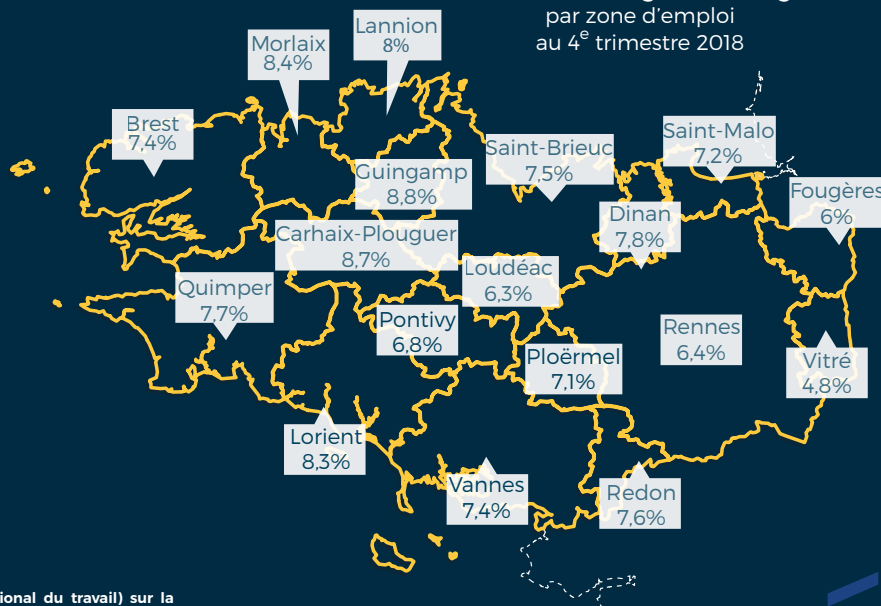 par zone d’emploi
au 4e trimestre 2018
Lannion
8%
Morlaix
8,4%
Brest
7,4%
Saint-Malo
7,2%
Saint-Brieuc
7,5%
Guingamp
8,8%
Fougères
6%
Dinan
7,8%
Carhaix-Plouguer
8,7%
Loudéac
6,3%
Quimper
7,7%
Pontivy
6,8%
Rennes
6,4%
Ploërmel
7,1%
Vitré
4,8%
Lorient
8,3%
Vannes
7,4%
Redon
7,6%
ional du travail) sur la